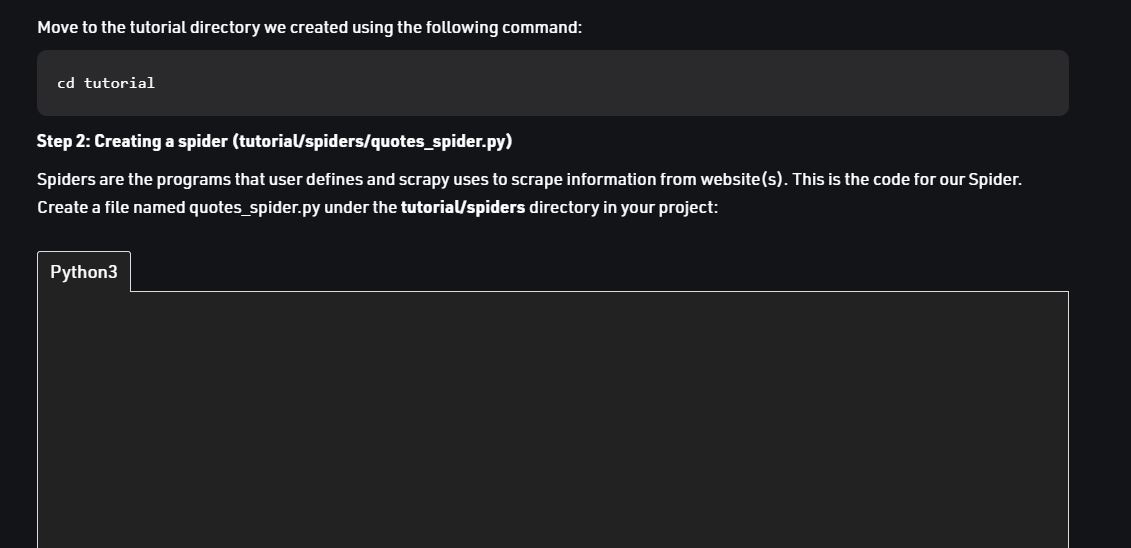 Move to the tutorial directory we created using the following command:
cd tutorial
Step 2: Creating a spider (tutorial/spiders/quotes_spider.py)
Spiders are the programs that user defines and scrapy uses to scrape information from website(s). This is the code for our Spider.
Create a file named quotes_spider.py under the tutorial/spiders directory in your project:
Python3